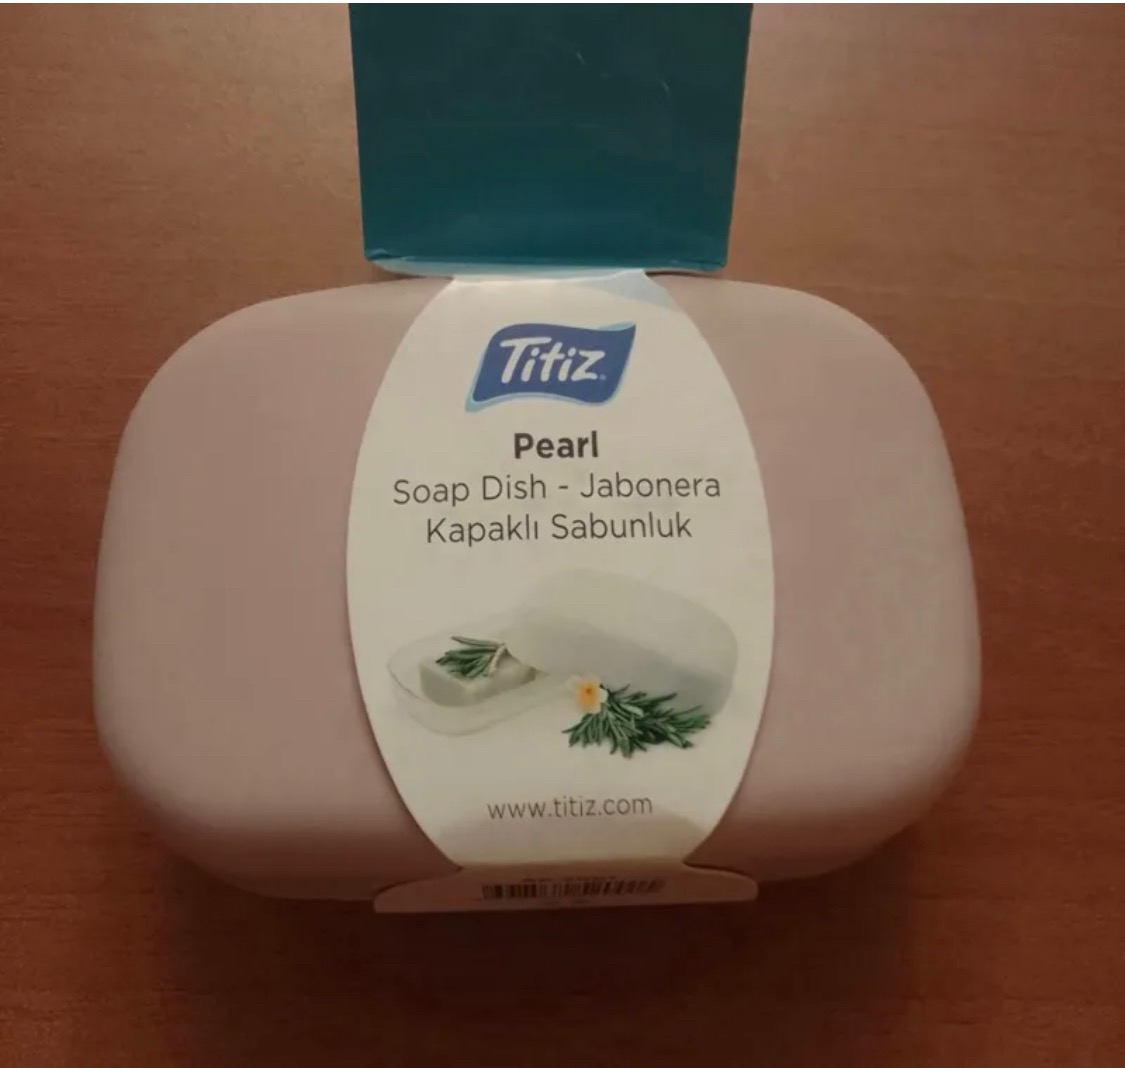 Titiz
Pearl
Soap Dish - Jabonera
Kapaklı Sabunluk
www.titiz.com